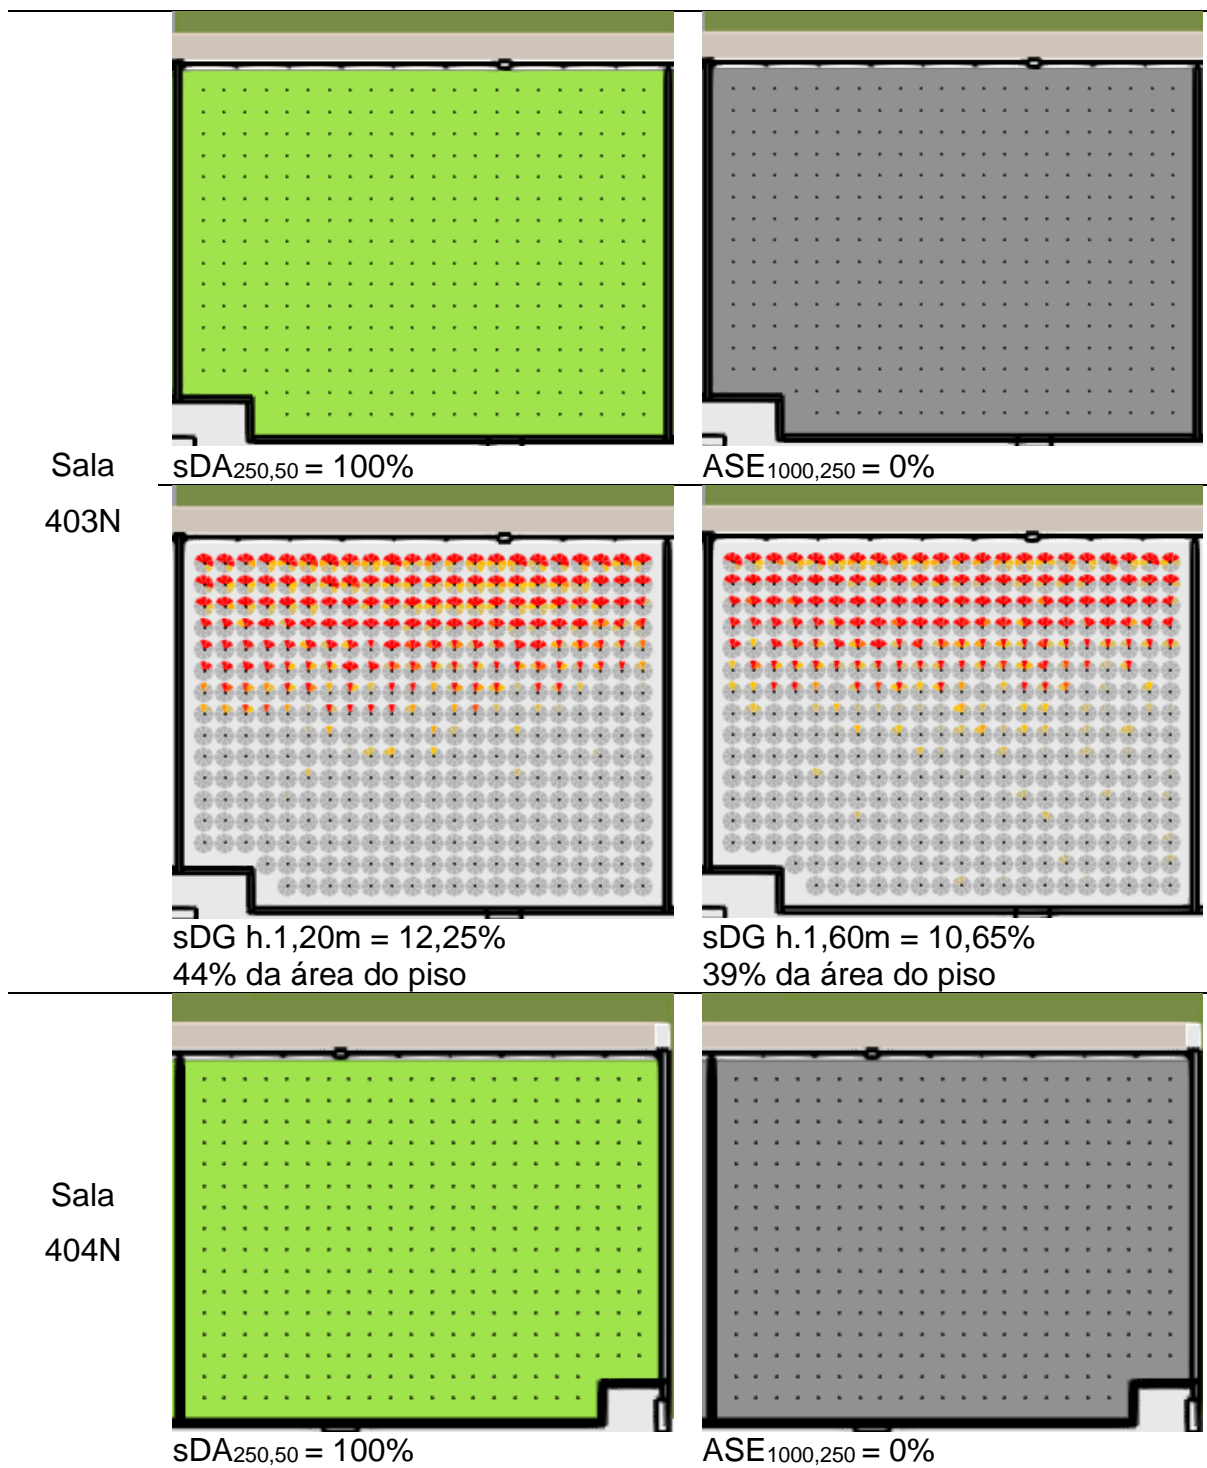 Sala
403N
sDA250,50 = 100%
ASE1000,250 = 0%
sDG h.1,20m = 12,25%
44% da área do piso
sDG h.1,60m = 10,65%
39% da área do piso
Sala
404N
sDA250,50 = 100%
ASE1000,250 = 0%